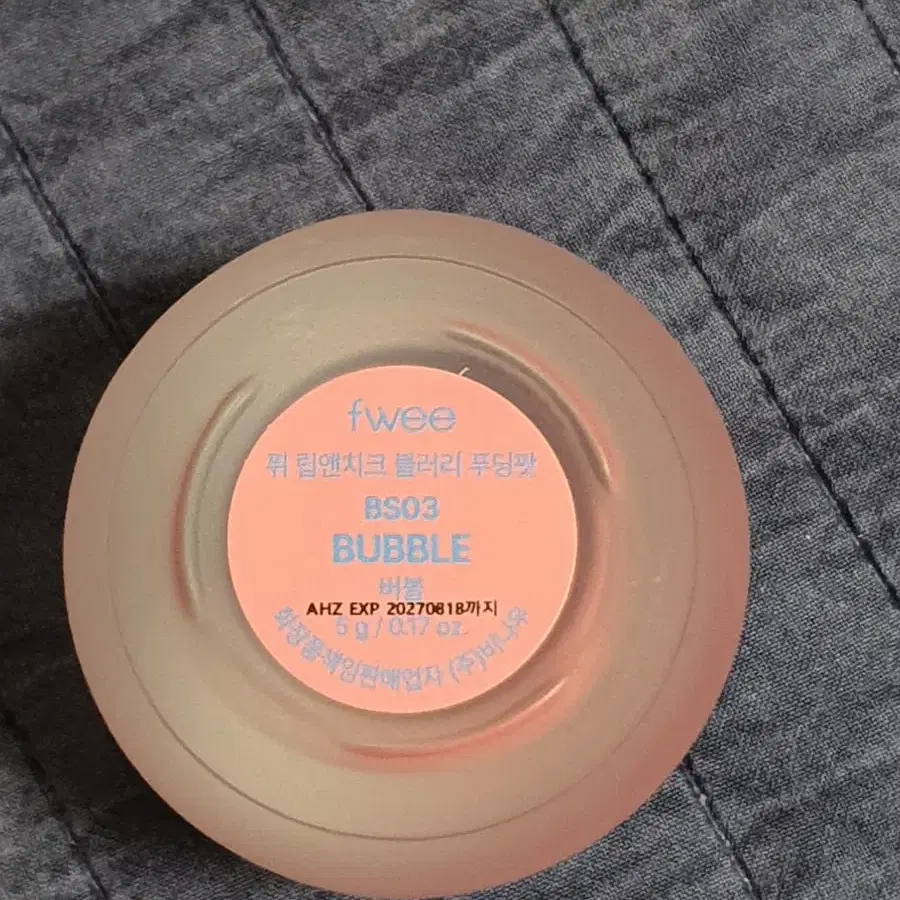 fwee
퓌 립앤치크 블러리 푸딩팟
BS03
BUBBLE
버블
AHZ EXP 20270818까지
5 g / 0.17 oz.
화장품책임판매업자 (주)비나우